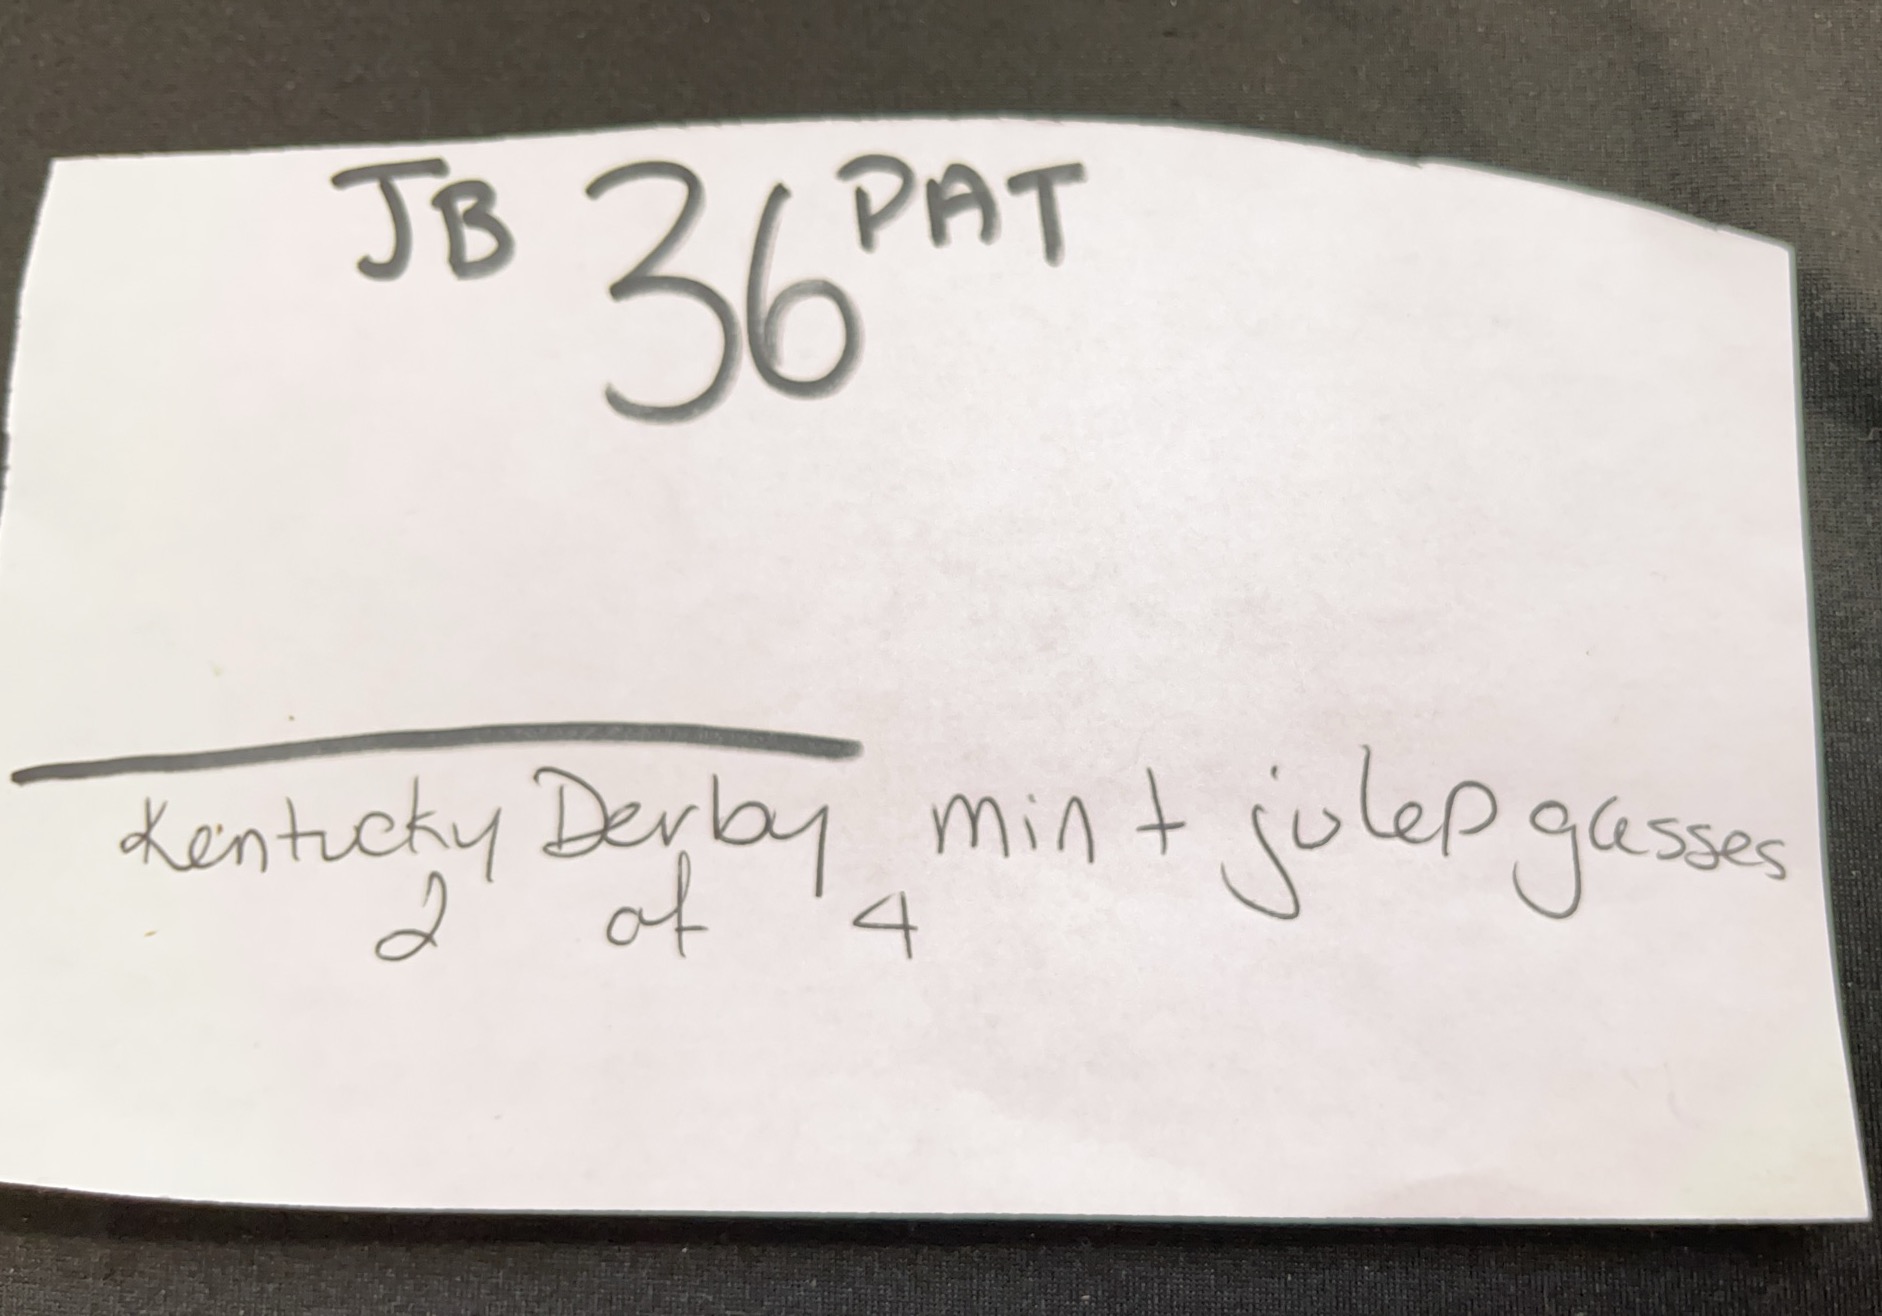 JB 36 PAT
Kentucky Derby mint julep gasses
2 of 4